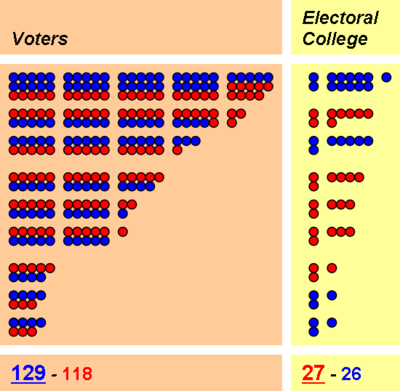 Voters
Electoral
College
129 - 118
27 - 26